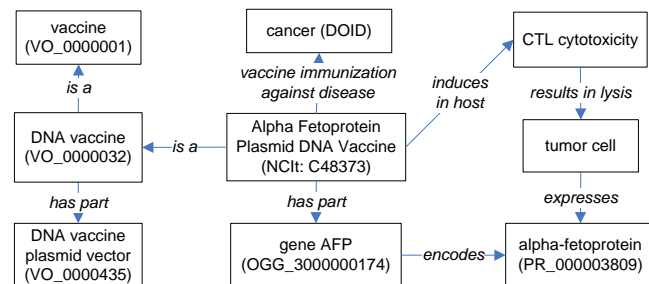 vaccine
(VO_0000001)
cancer (DOID)
CTL cytotoxicity
is a
vaccine immunization
against disease
induces
in host
results in lysis
DNA vaccine
(VO_0000032)
is a
Alpha Fetoprotein
Plasmid DNA Vaccine
(NCIt: C48373)
tumor cell
has part
has part
expresses
DNA vaccine
plasmid vector
(VO_0000435)
gene AFP
(OGG_3000000174)
encodes
alpha-fetoprotein
(PR_000003809)